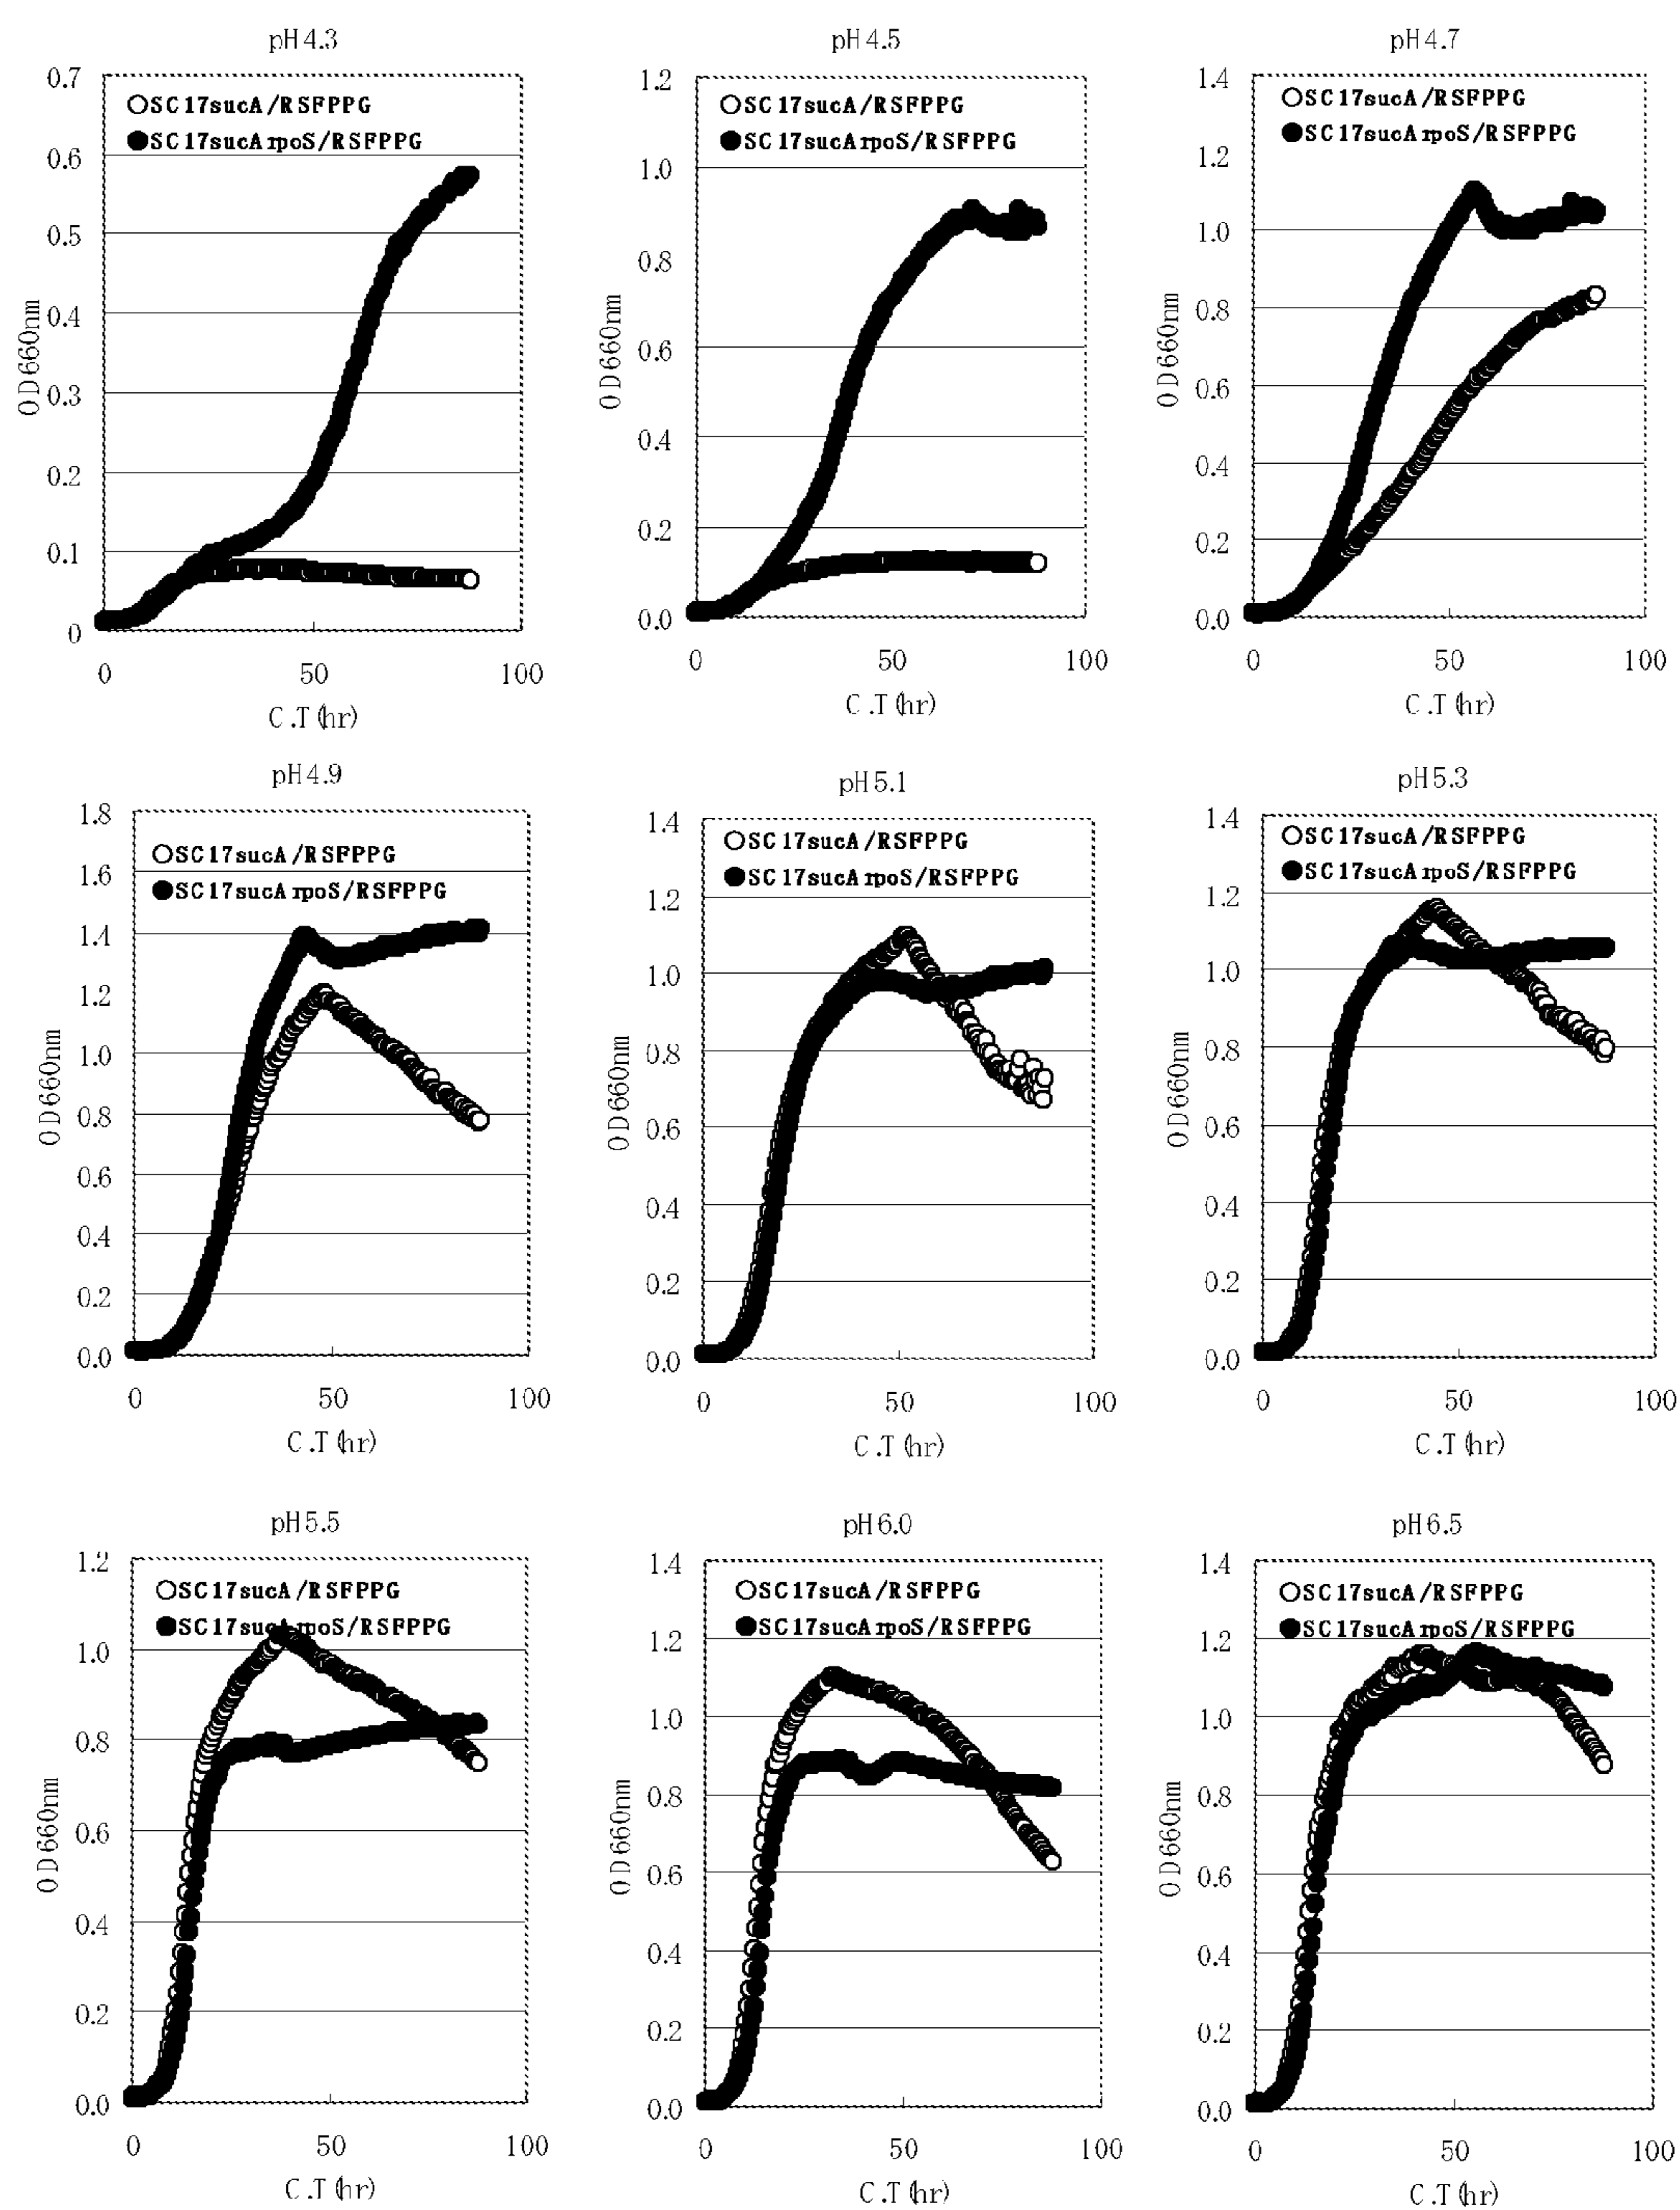 pH4.3
0.7
0.6
0.5
0.4
0.3
0.2
0.1
0
OD660nm
○SC17sucA/RSFPPG
●SC17sucArpoS/RSFPPG
0 50 100
C.T(hr)
pH4.5
1.2
1.0
0.8
0.6
0.4
0.2
0.0
OD660nm
○SC17sucA/RSFPPG
●SC17sucArpoS/RSFPPG
0 50 100
C.T(hr)
pH4.7
1.4
1.2
1.0
0.8
0.6
0.4
0.2
0.0
OD660nm
○SC17sucA/RSFPPG
●SC17sucArpoS/RSFPPG
0 50 100
C.T(hr)
pH4.9
1.8
1.6
1.4
1.2
1.0
0.8
0.6
0.4
0.2
0.0
OD660nm
○SC17sucA/RSFPPG
●SC17sucArpoS/RSFPPG
0 50 100
C.T(hr)
pH5.1
1.4
1.2
1.0
0.8
0.6
0.4
0.2
0.0
OD660nm
○SC17sucA/RSFPPG
●SC17sucArpoS/RSFPPG
0 50 100
C.T(hr)
pH5.3
1.4
1.2
1.0
0.8
0.6
0.4
0.2
0.0
OD660nm
○SC17sucA/RSFPPG
●SC17sucArpoS/RSFPPG
0 50 100
C.T(hr)
pH5.5
1.2
1.0
0.8
0.6
0.4
0.2
0.0
OD660nm
○SC17sucA/RSFPPG
●SC17sucArpoS/RSFPPG
0 50 100
C.T(hr)
pH6.0
1.4
1.2
1.0
0.8
0.6
0.4
0.2
0.0
OD660nm
○SC17sucA/RSFPPG
●SC17sucArpoS/RSFPPG
0 50 100
C.T(hr)
pH6.5
1.4
1.2
1.0
0.8
0.6
0.4
0.2
0.0
OD660nm
○SC17sucA/RSFPPG
●SC17sucArpoS/RSFPPG
0 50 100
C.T(hr)